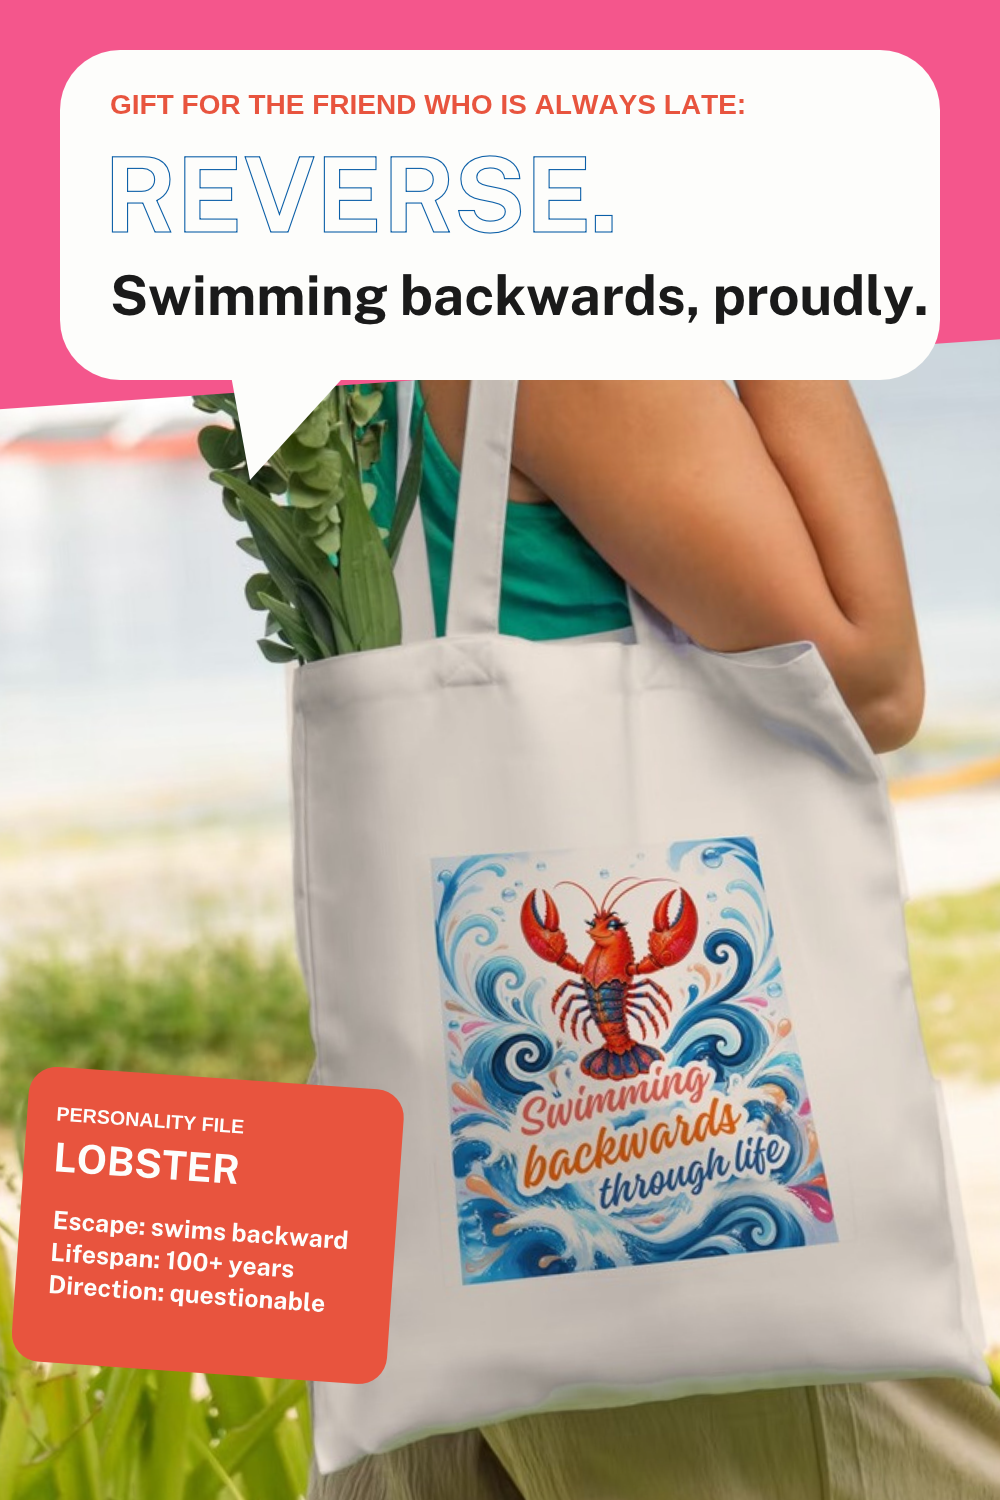 GIFT FOR THE FRIEND WHO IS ALWAYS LATE:
REVERSE.
Swimming backwards, proudly.
Swimming
backwards
through life
PERSONALITY FILE
LOBSTER
Escape: swims backward
Lifespan: 100+ years
Direction: questionable